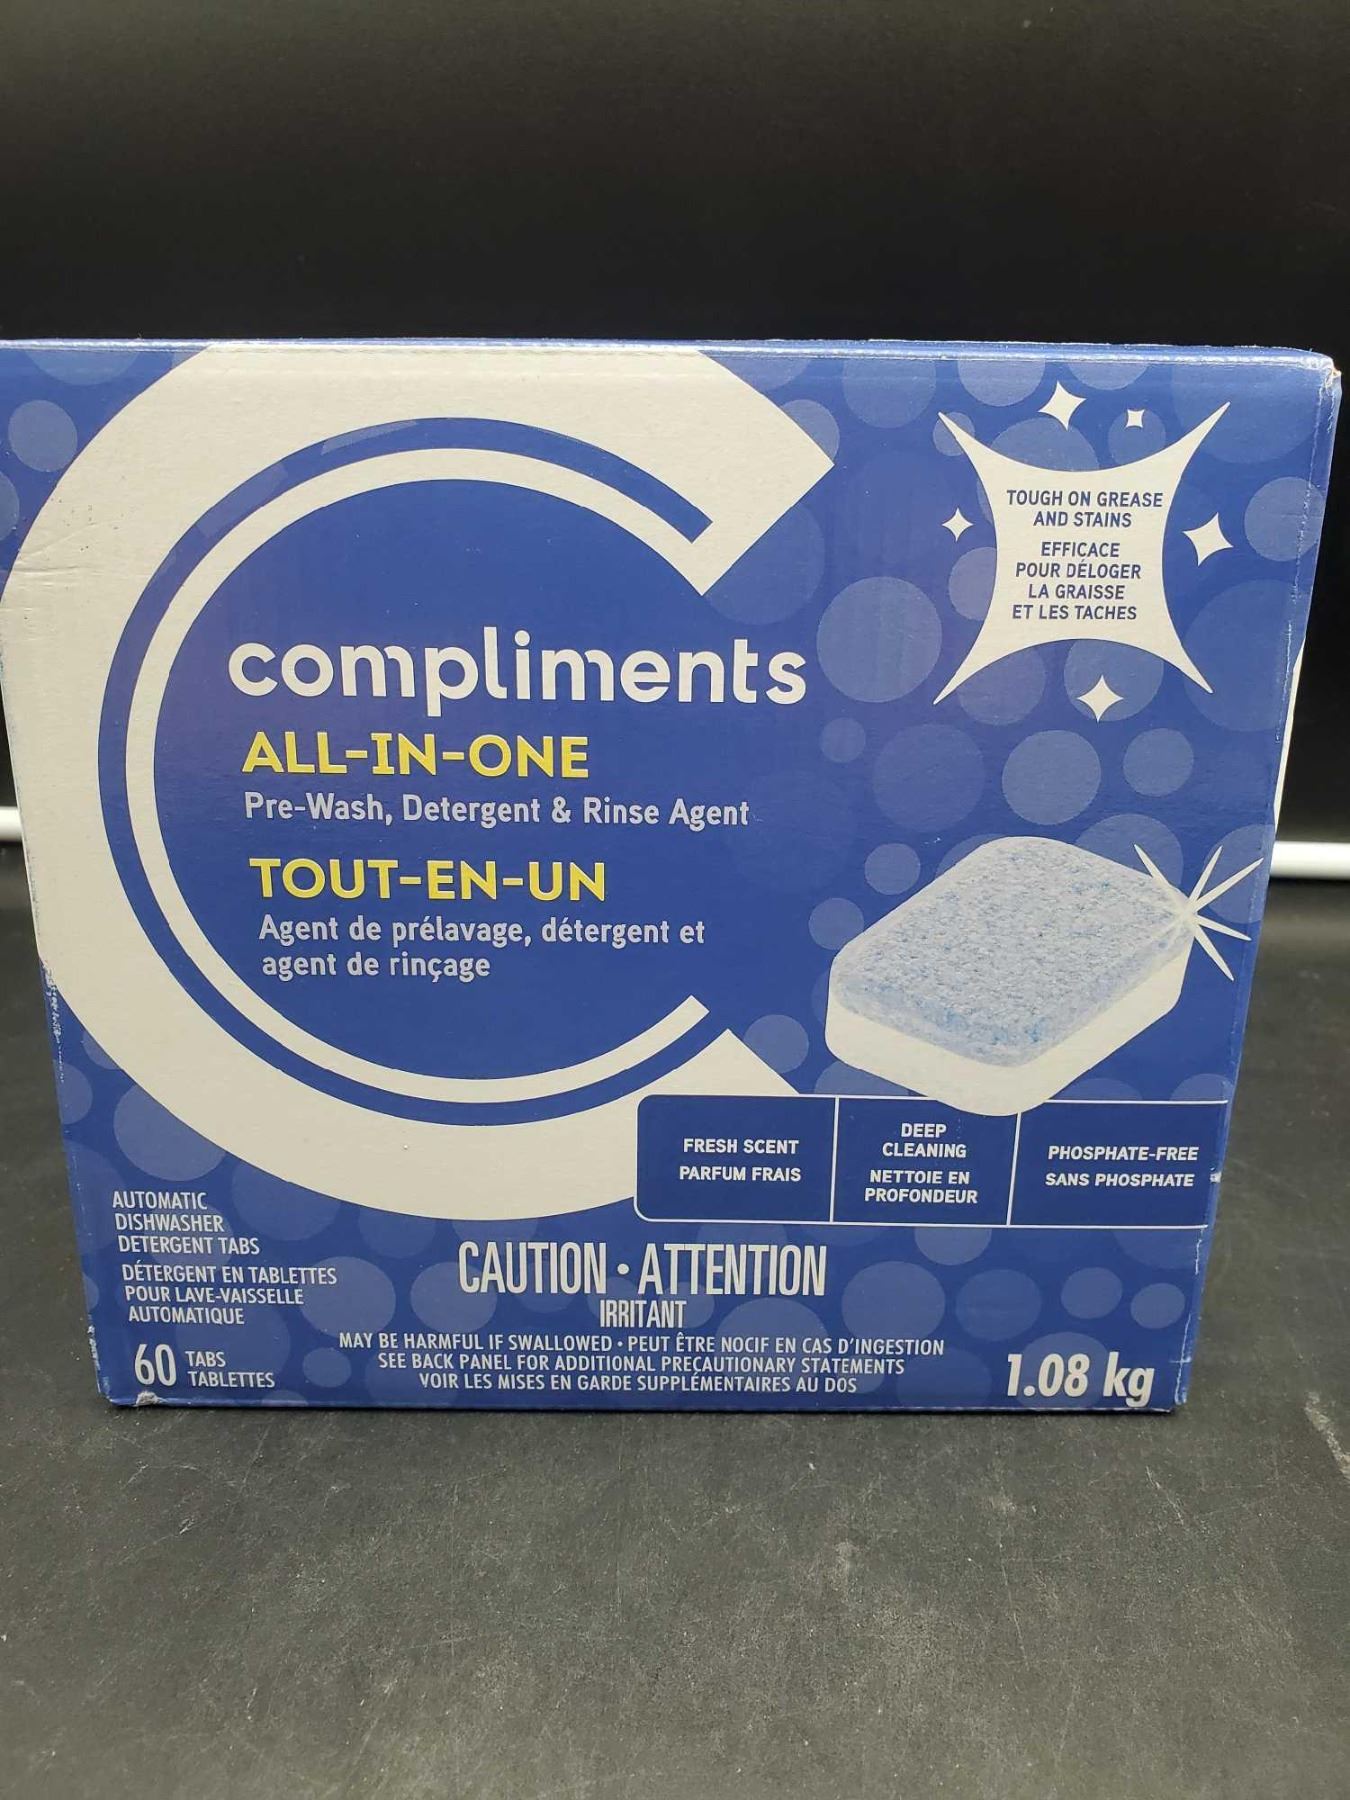 compliments
ALL-IN-ONE
Pre-Wash, Detergent & Rinse Agent
TOUT-EN-UN
Agent de prélavage, détergent et
agent de rinçage
TOUGH ON GREASE
AND STAINS
EFFICACE
POUR DÉLOGER
LA GRAISSE
ET LES TACHES
FRESH SCENT
PARFUM FRAIS
DEEP
CLEANING
NETTOIE EN
PROFONDEUR
PHOSPHATE-FREE
SANS PHOSPHATE
AUTOMATIC
DISHWASHER
DETERGENT TABS
DÉTERGENT EN TABLETTES
POUR LAVE-VAISSELLE
AUTOMATIQUE
60 TABS
TABLETTES
CAUTION • ATTENTION
IRRITANT
MAY BE HARMFUL IF SWALLOWED • PEUT ÊTRE NOCIF EN CAS D'INGESTION
SEE BACK PANEL FOR ADDITIONAL PRECAUTIONARY STATEMENTS
VOIR LES MISES EN GARDE SUPPLÉMENTAIRES AU DOS
1.08 kg